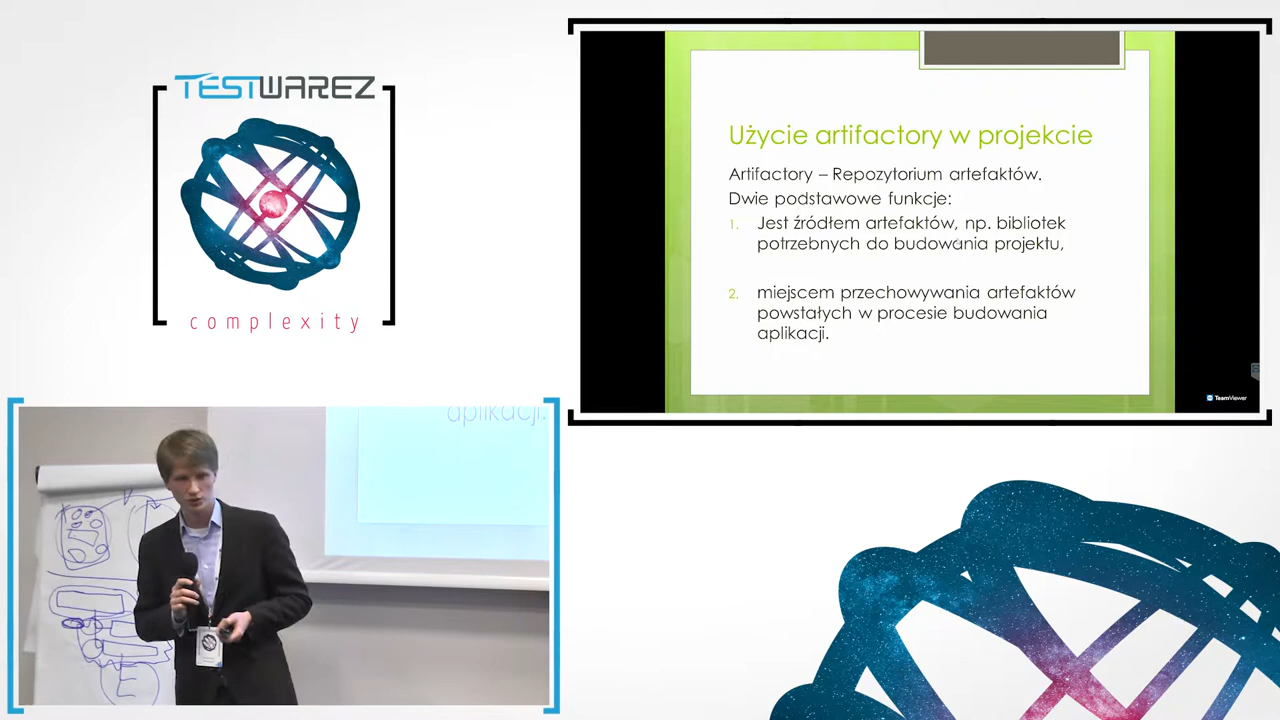 TESTWAREZ
complexity
Użycie artifactory w projekcie
Artifactory – Repozytorium artefaktów.
Dwie podstawowe funkcje:
1. Jest źródłem artefaktów, np. bibliotek
potrzebnych do budowania projektu,
2. miejscem przechowywania artefaktów
powstałych w procesie budowania
aplikacji.
TeamViewer
aplikacji.
E